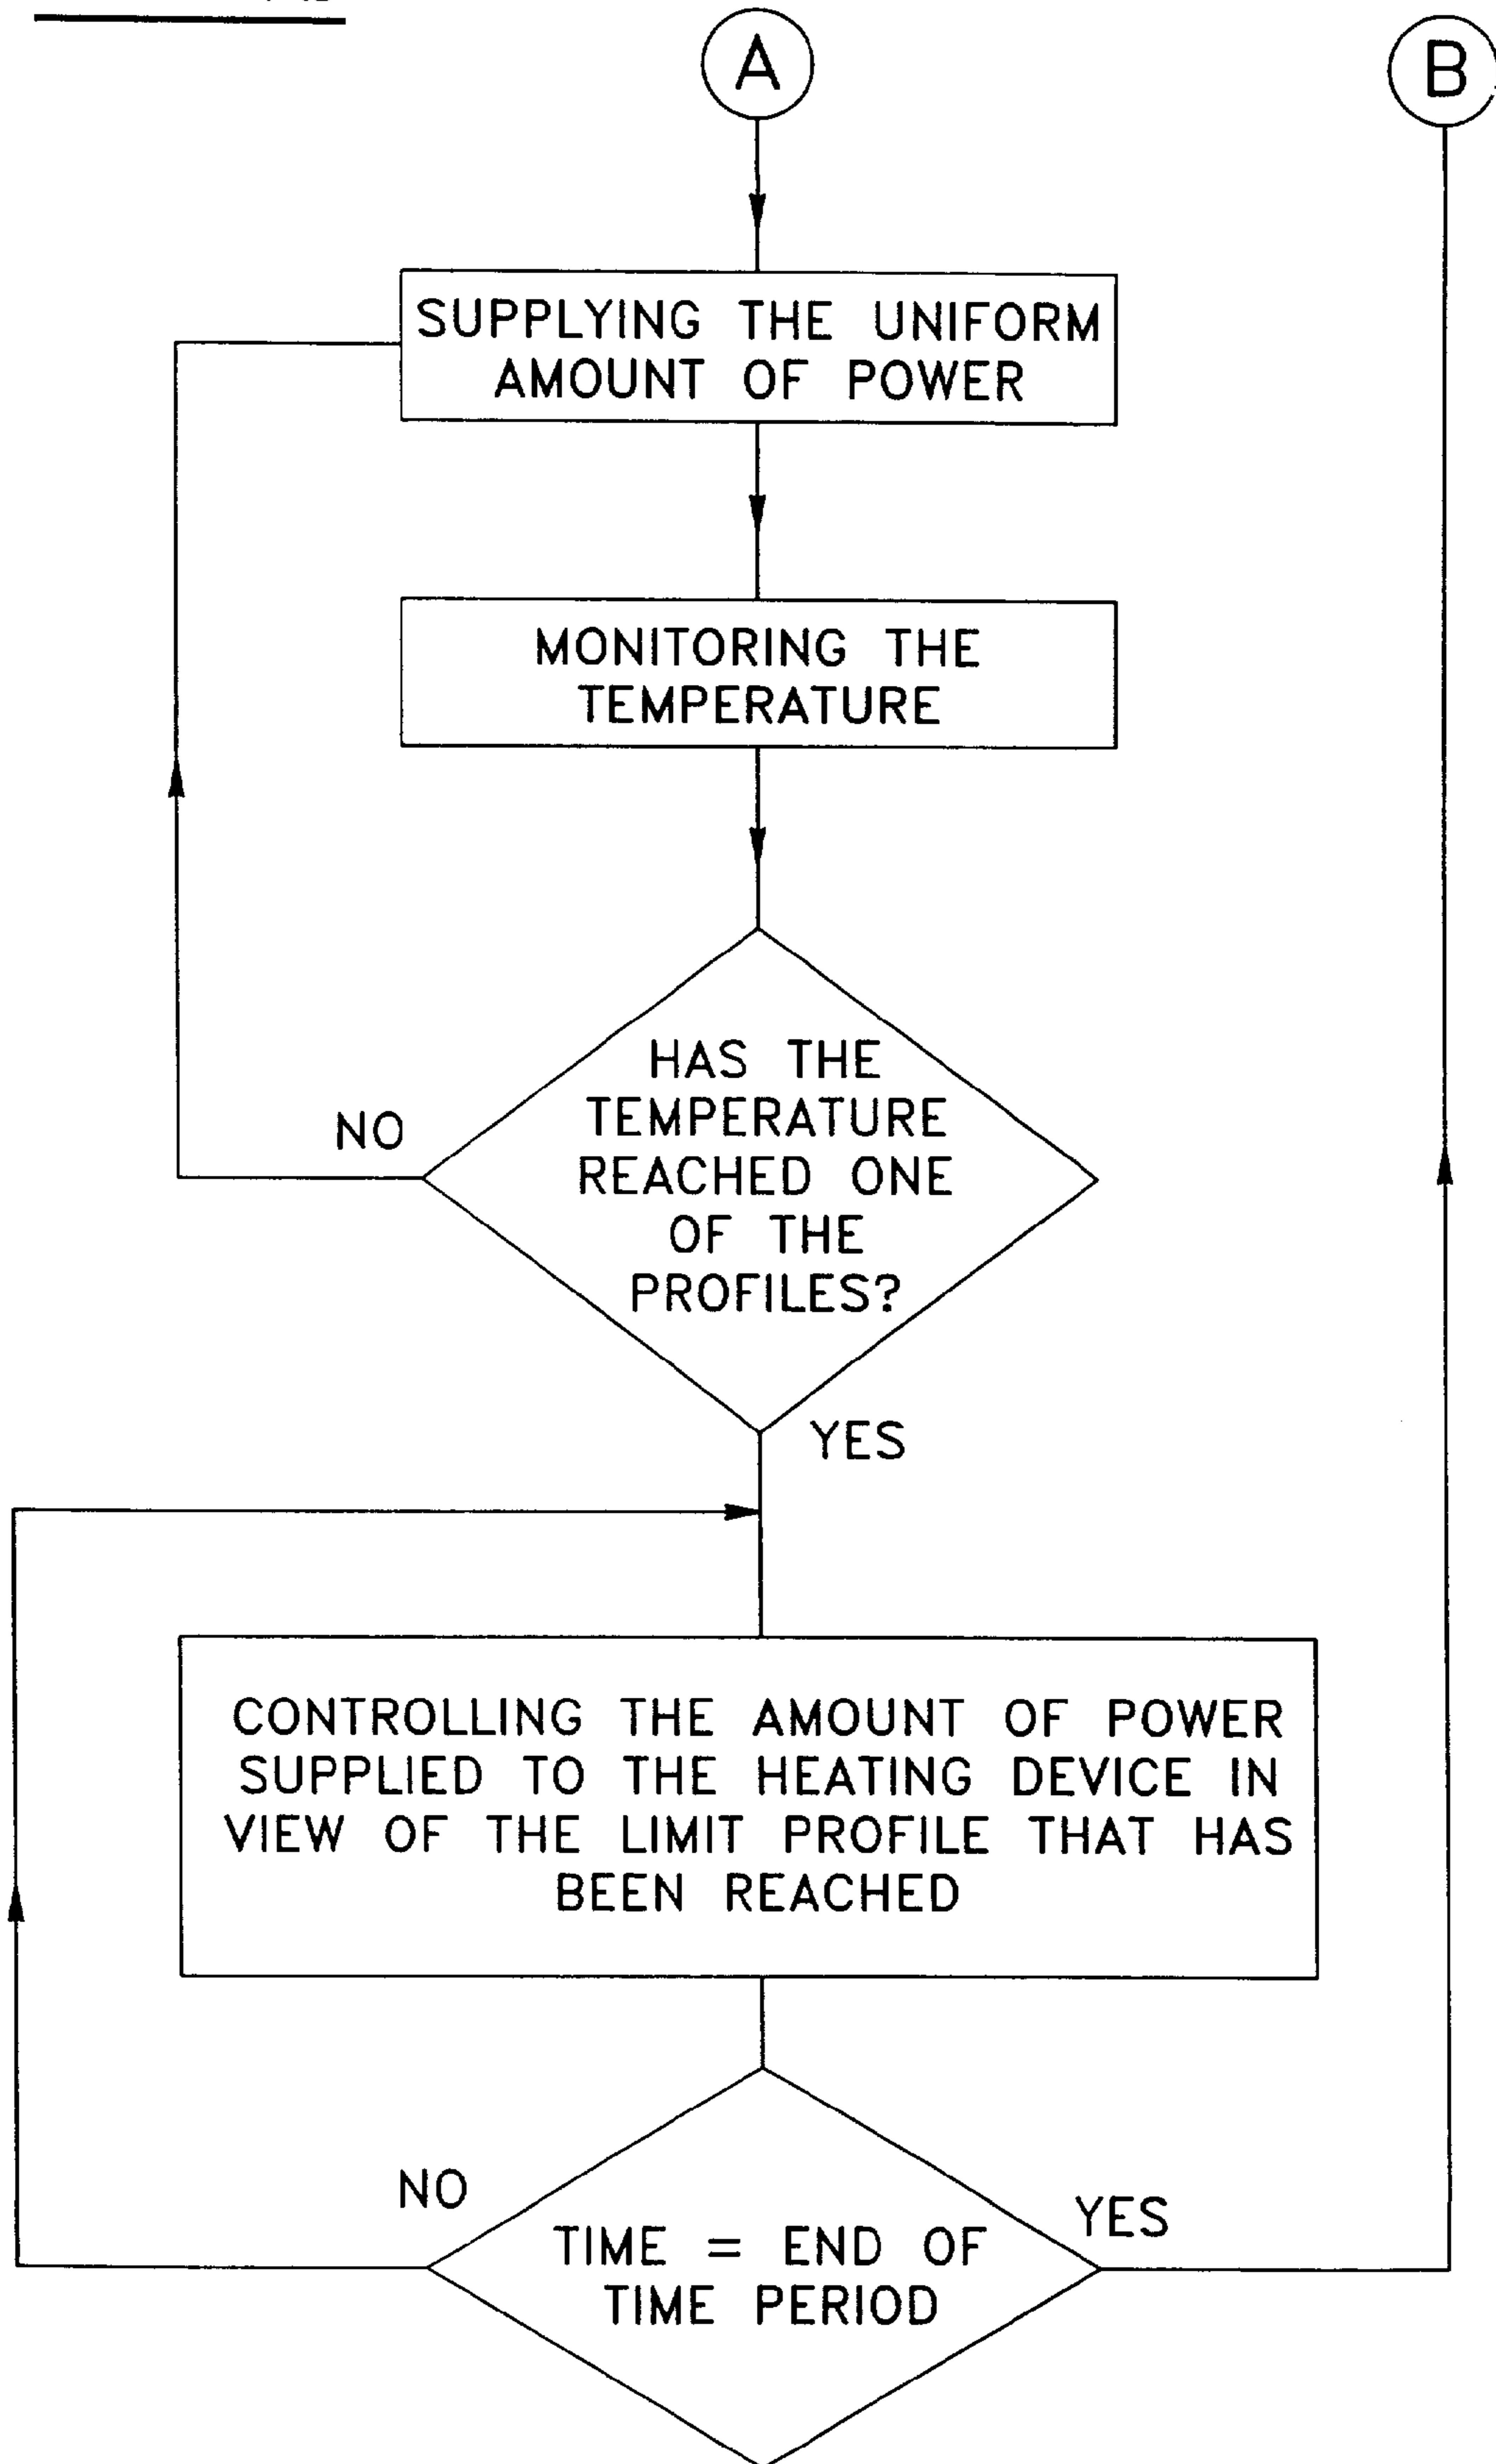 A
B
SUPPLYING THE UNIFORM
AMOUNT OF POWER
MONITORING THE
TEMPERATURE
HAS THE
TEMPERATURE
REACHED ONE
OF THE
PROFILES?
NO
YES
CONTROLLING THE AMOUNT OF POWER
SUPPLIED TO THE HEATING DEVICE IN
VIEW OF THE LIMIT PROFILE THAT HAS
BEEN REACHED
NO
YES
TIME = END OF
TIME PERIOD